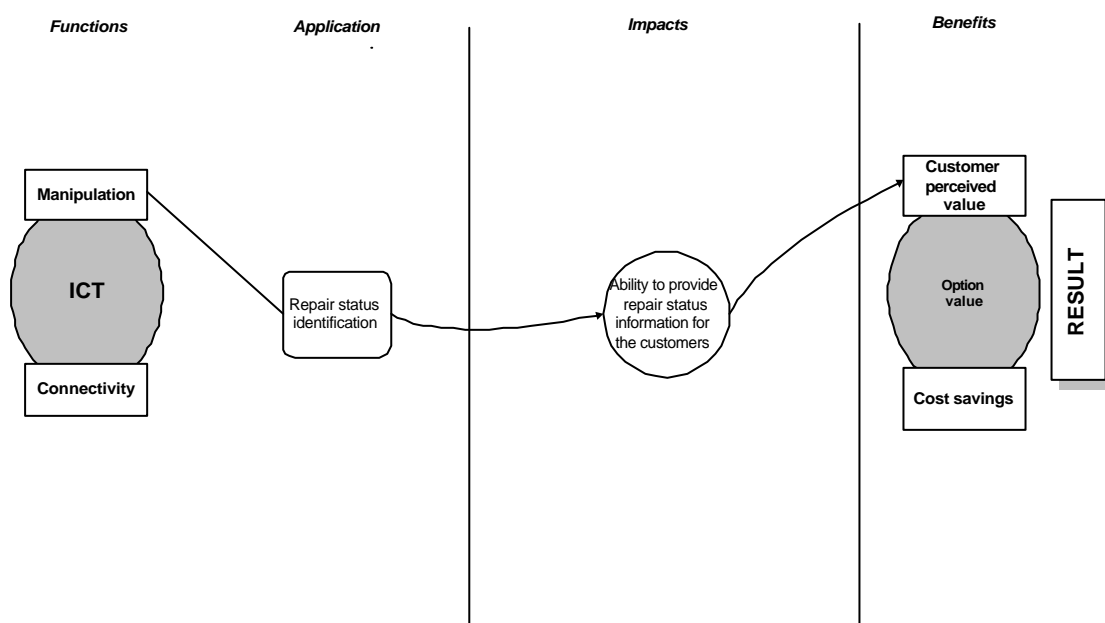 Functions
Application
Impacts
Benefits
.
Manipulation
ICT
Connectivity
Repair status
identification
Ability to provide
repair status
information for
the customers
Customer
perceived
value
Option
value
Cost savings
RESULT